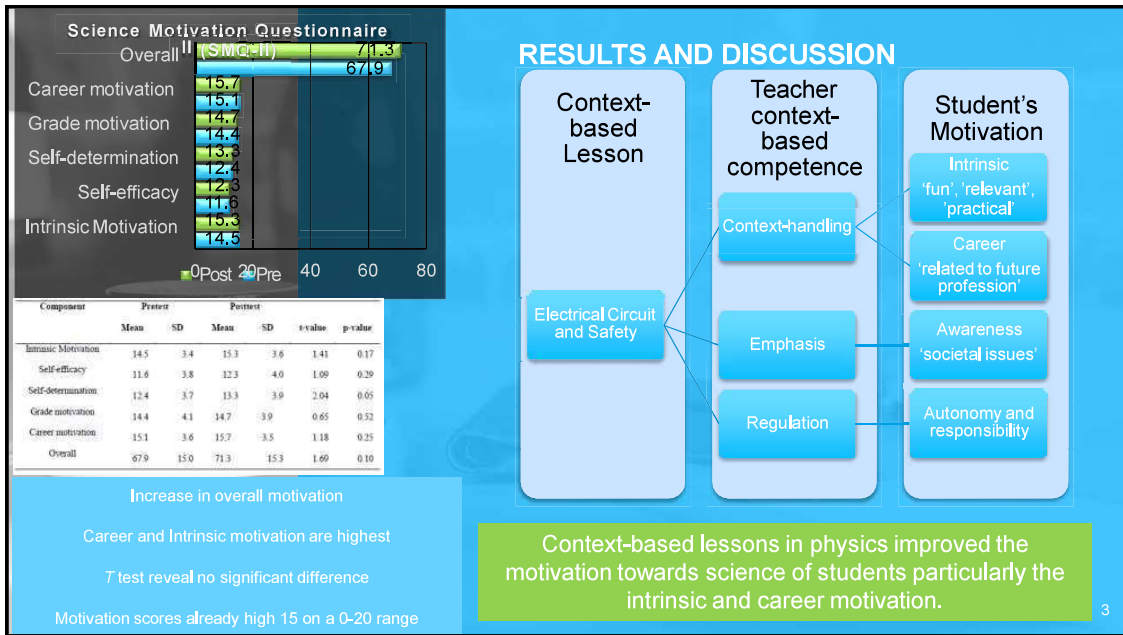 Science Motivation Questionnaire
II (SMQ-II)
Overall
71.3
67.9
Career motivation
15.7
15.1
Grade motivation
14.7
14.4
Self-determination
13.3
12.4
Self-efficacy
12.3
11.6
Intrinsic Motivation
15.3
14.5
0 20 40 60 80
Post Pre
Component Pretest Posttest
Mean SD Mean SD t-value p-value
Intrinsic Motivation 14.5 3.4 15.3 3.6 1.41 0.17
Self-efficacy 11.6 3.8 12.3 4.0 1.09 0.29
Self-determination 12.4 3.7 13.3 3.9 2.04 0.05
Grade motivation 14.4 4.1 14.7 3.9 0.65 0.52
Career motivation 15.1 3.6 15.7 3.5 1.18 0.25
Overall 67.9 15.0 71.3 15.3 1.69 0.10
Increase in overall motivation
Career and Intrinsic motivation are highest
T test reveal no significant difference
Motivation scores already high 15 on a 0-20 range
RESULTS AND DISCUSSION
Context-
based
Lesson
Electrical Circuit
and Safety
Teacher
context-
based
competence
Context-handling
Emphasis
Regulation
Student's
Motivation
Intrinsic
'fun', 'relevant',
'practical'
Career
'related to future
profession'
Awareness
'societal issues'
Autonomy and
responsibility
Context-based lessons in physics improved the
motivation towards science of students particularly the
intrinsic and career motivation.
3